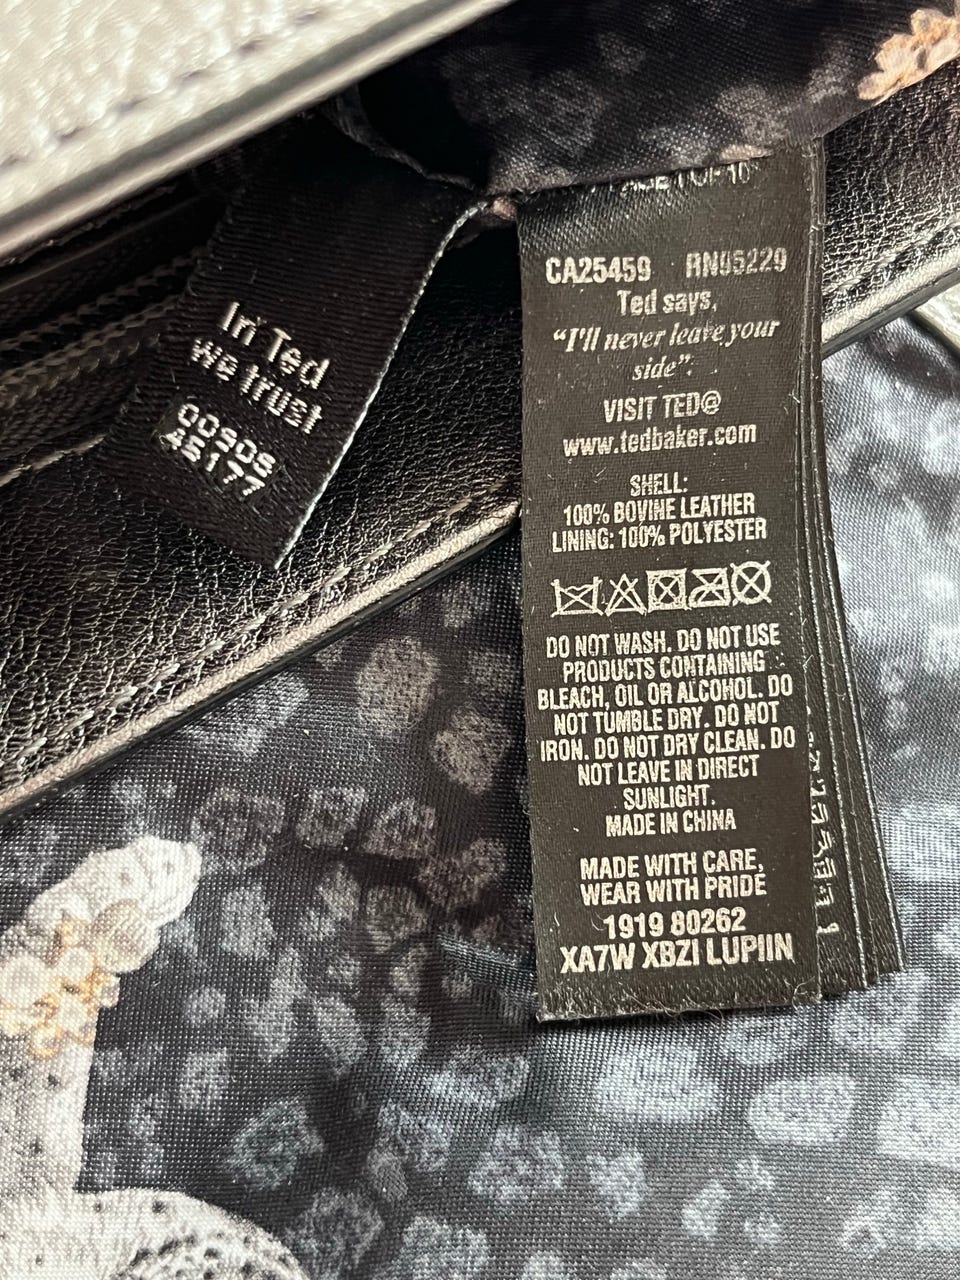 In Ted
we trust
00908
45177
CA25459 RN95229
Ted says,
“I'll never leave your
side”.
VISIT TED@
www.tedbaker.com
SHELL:
100% BOVINE LEATHER
LINING: 100% POLYESTER
DO NOT WASH. DO NOT USE
PRODUCTS CONTAINING
BLEACH, OIL OR ALCOHOL. DO
NOT TUMBLE DRY. DO NOT
IRON. DO NOT DRY CLEAN. DO
NOT LEAVE IN DIRECT
SUNLIGHT.
MADE IN CHINA
MADE WITH CARE,
WEAR WITH PRIDE
1919 80262
XA7W XBZI LUPIIN